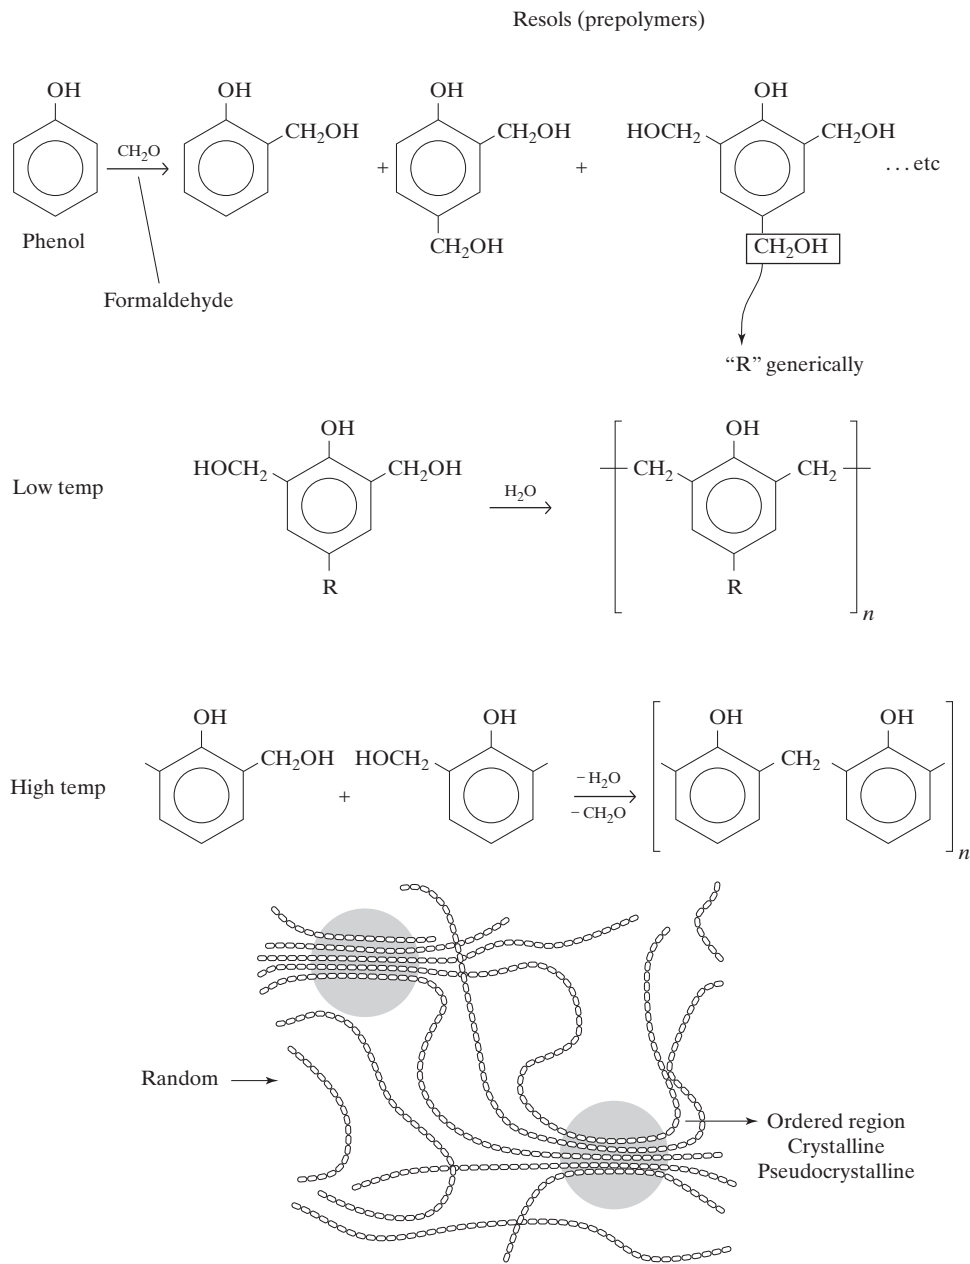 Resols (prepolymers)
OH OH OH OH
CH₂O CH₂OH CH₂OH HOCH₂ CH₂OH
+ + ...etc
Phenol CH₂OH CH₂OH
Formaldehyde
“R” generically
OH OH
Low temp HOCH₂ CH₂OH H₂O CH₂ CH₂
R R
n
OH OH OH OH
High temp CH₂OH + HOCH₂ −H₂O CH₂
−CH₂O
n
Random
Ordered region
Crystalline
Pseudocrystalline